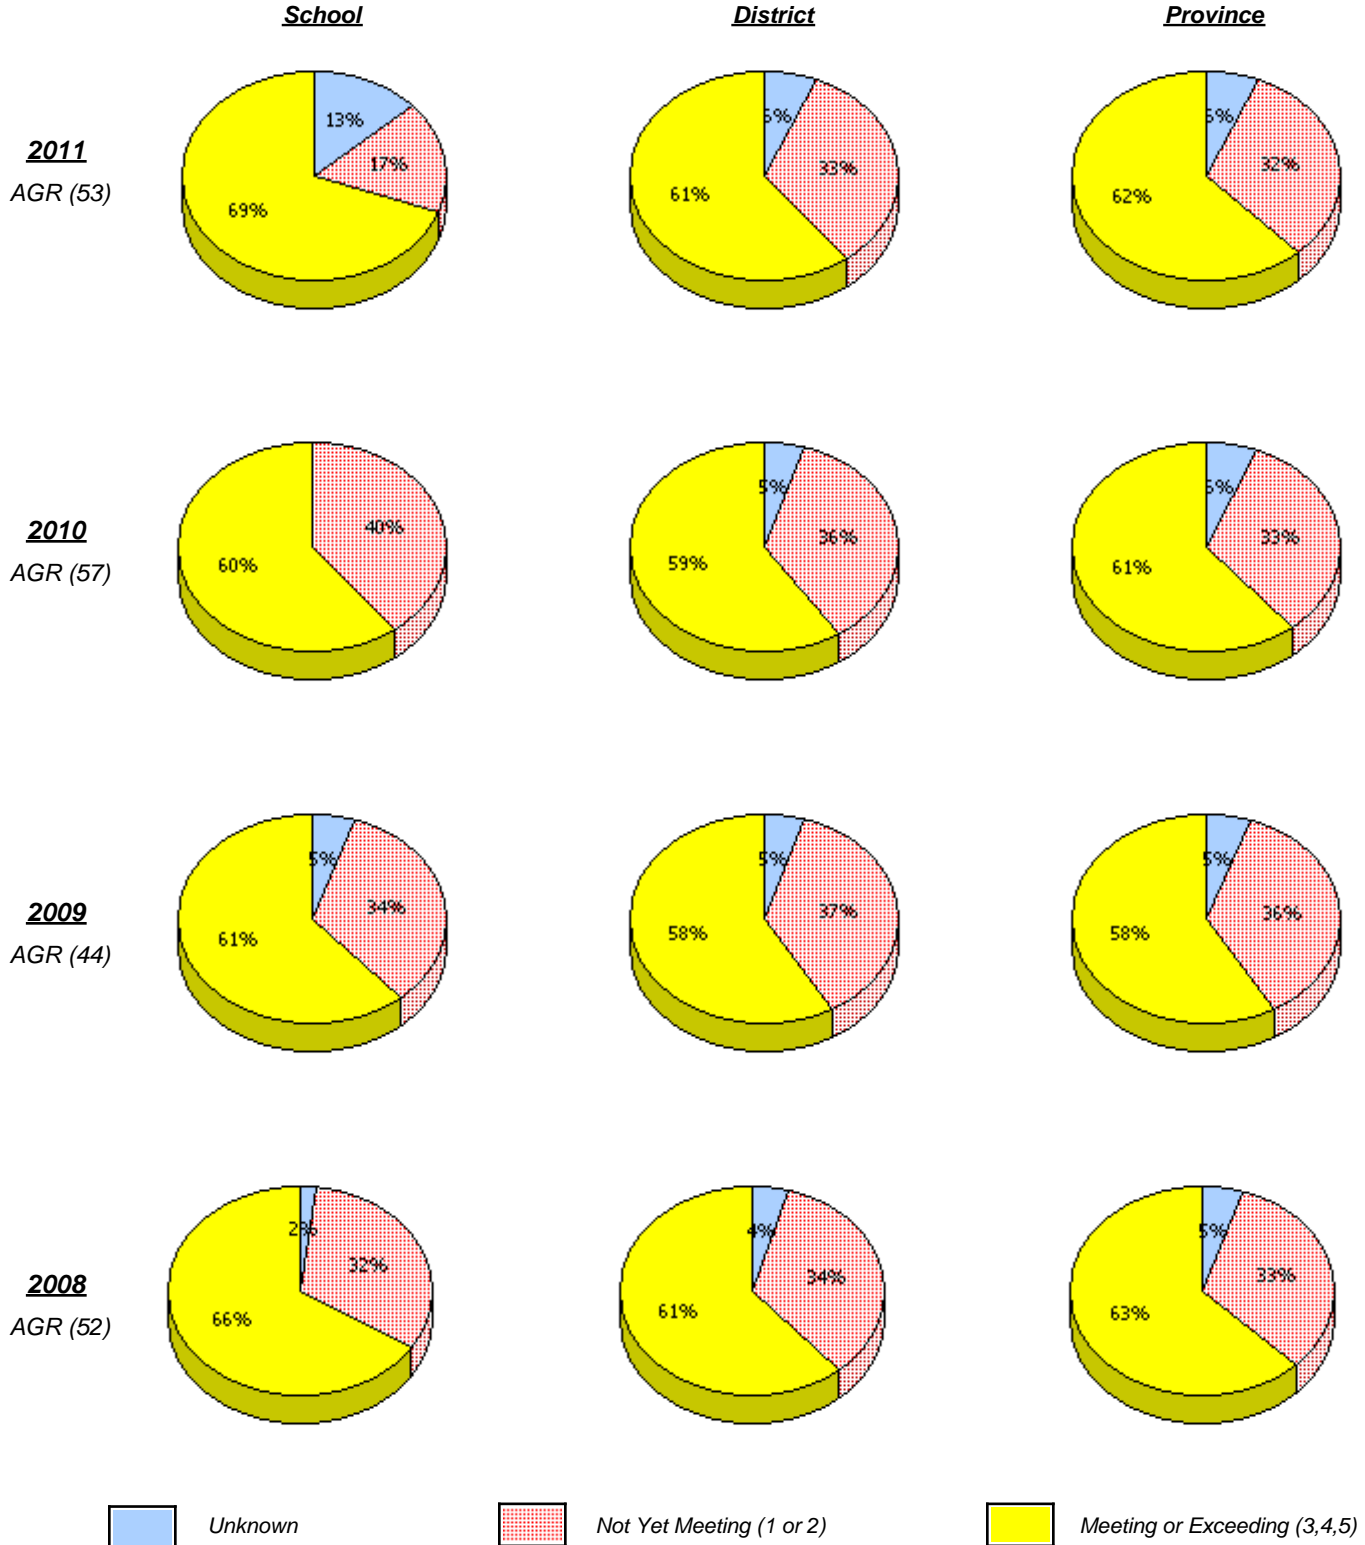 School District Province
13% 17% 69%
6% 33% 61%
6% 32% 62%
2011
AGR (53)
40% 60%
5% 36% 59%
6% 33% 61%
2010
AGR (57)
5% 34% 61%
5% 37% 58%
5% 36% 58%
2009
AGR (44)
2% 32% 66%
4% 34% 61%
5% 33% 63%
2008
AGR (52)
Unknown Not Yet Meeting (1 or 2) Meeting or Exceeding (3,4,5)